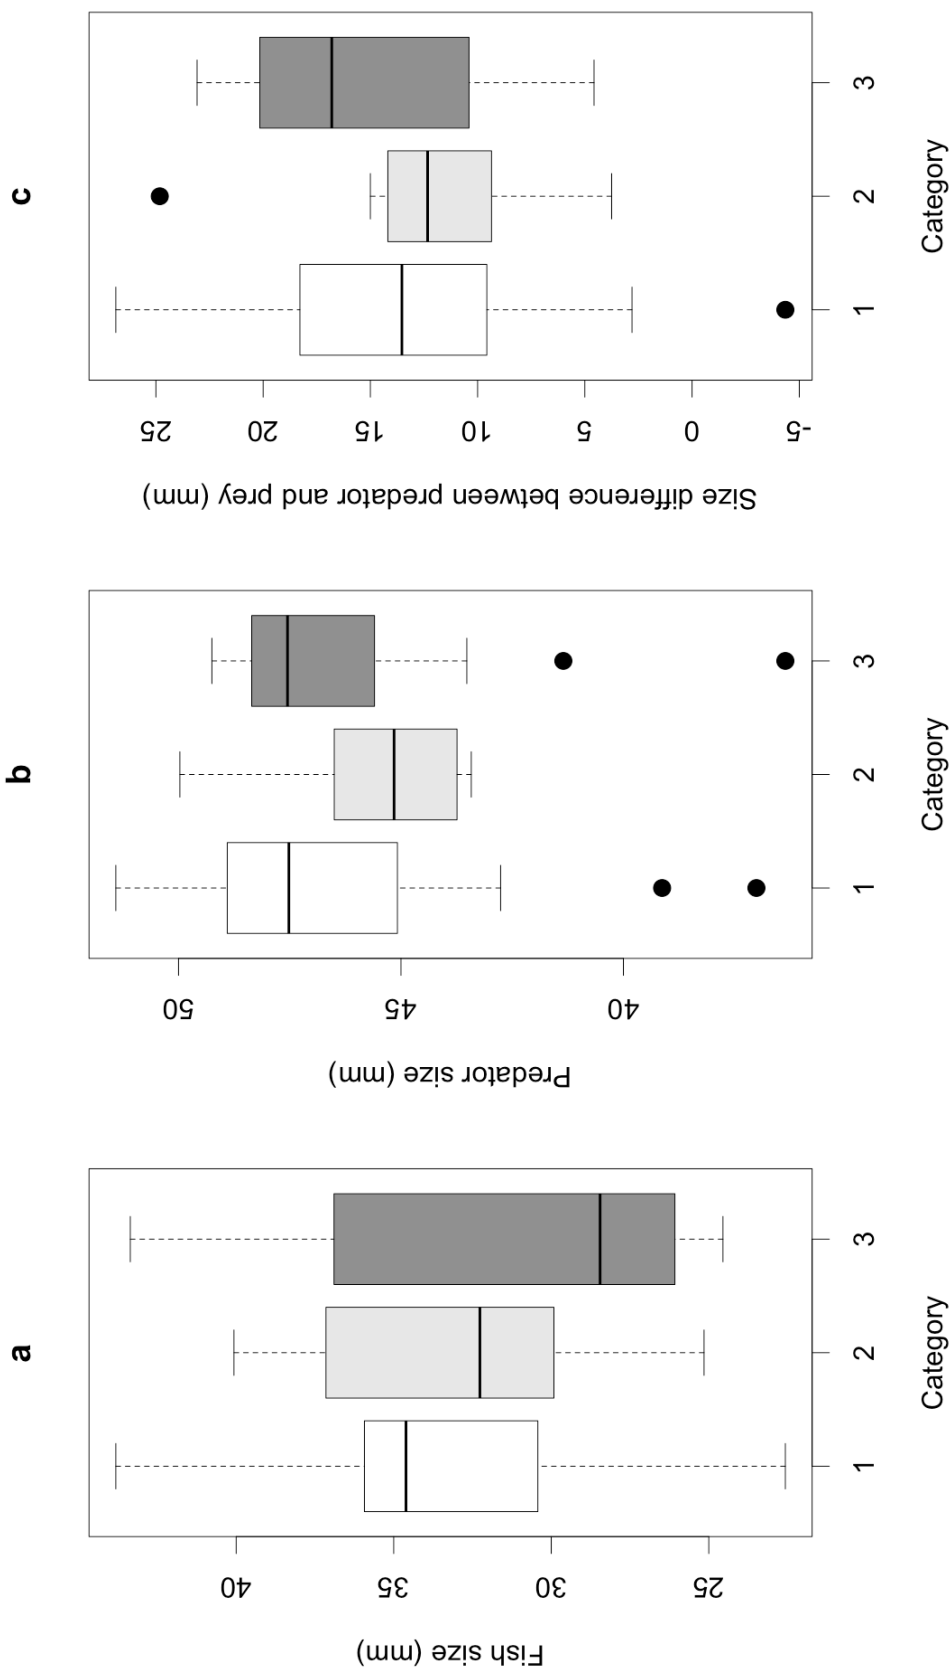 a
Fish size (mm)
40
35
30
25
1
2
3
Category
b
Predator size (mm)
50
45
40
1
2
3
Category
c
Size difference between predator and prey (mm)
25
20
15
10
5
0
-5
1
2
3
Category